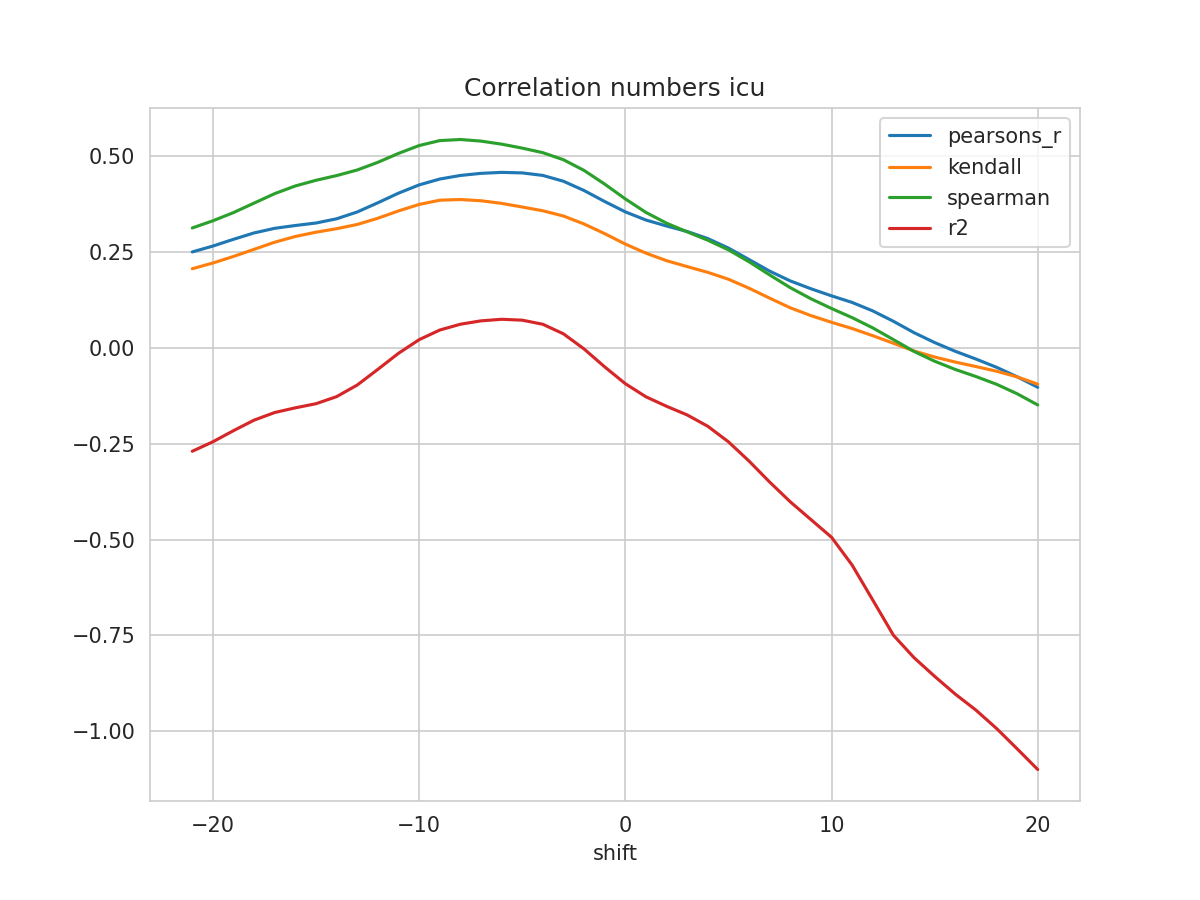 Correlation numbers icu
pearsons_r
kendall
spearman
r2
0.50
0.25
0.00
−0.25
−0.50
−0.75
−1.00
−20 −10 0 10 20
shift